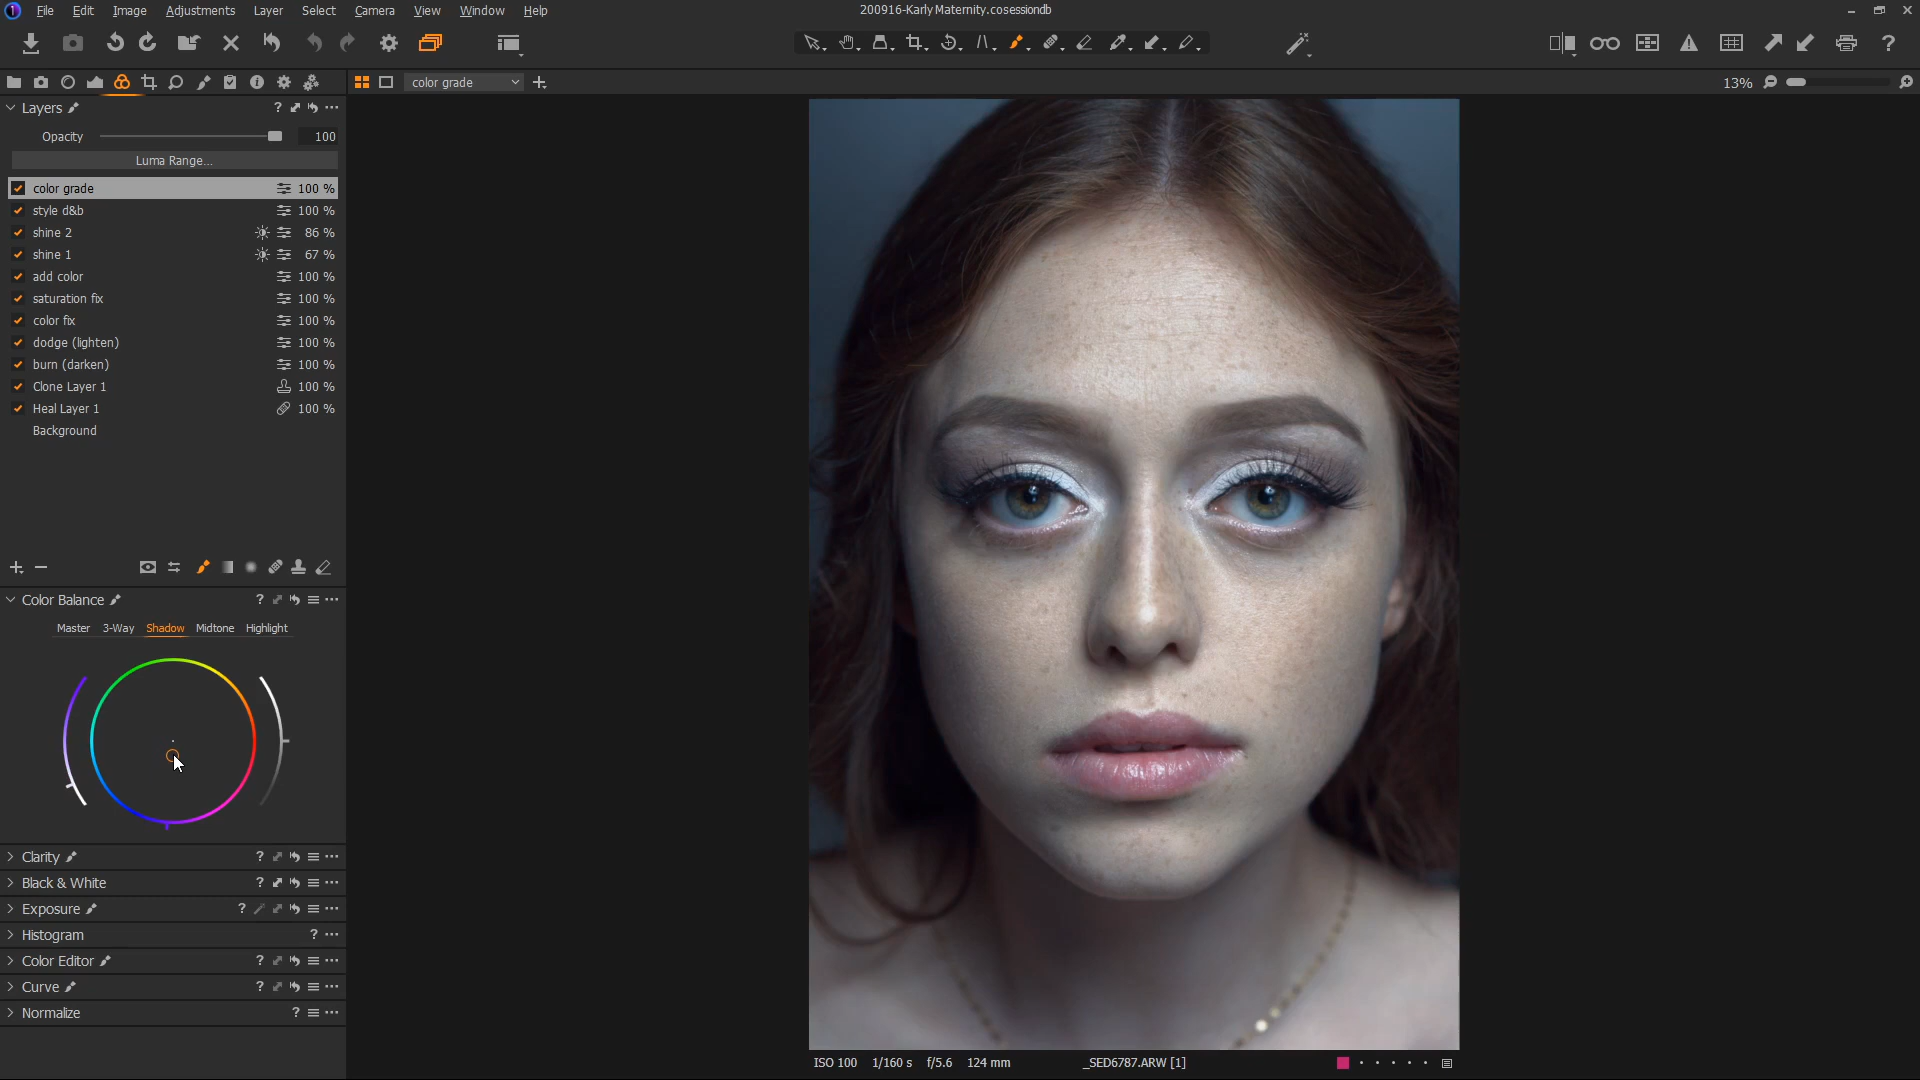 File Edit Image Adjustments Layer Select Camera View Window Help
200916-Karly Maternity.cosessiondb
color grade
13%
Layers
Opacity 100
Luma Range...
color grade 100 %
style d&b 100 %
shine 2 86 %
shine 1 67 %
add color 100 %
saturation fix 100 %
color fix 100 %
dodge (lighten) 100 %
burn (darken) 100 %
Clone Layer 1 100 %
Heal Layer 1 100 %
Background
Color Balance
Master 3-Way Shadow Midtone Highlight
Clarity
Black & White
Exposure
Histogram
Color Editor
Curve
Normalize
ISO 100 1/160 s f/5.6 124 mm _SED6787.ARW [1]